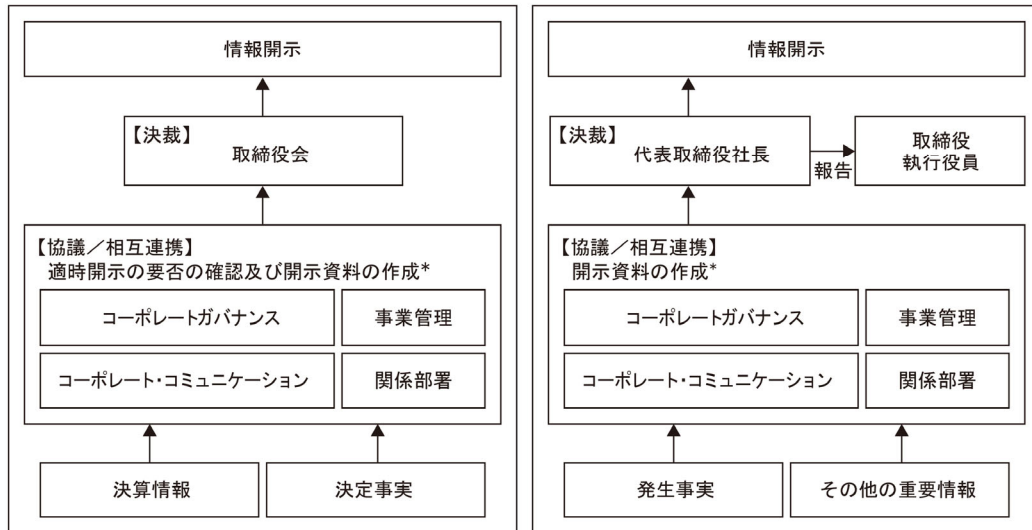 情報開示
【決裁】
取締役会
【協議／相互連携】
適時開示の要否の確認及び開示資料の作成*
コーポレートガバナンス
事業管理
コーポレート・コミュニケーション
関係部署
決算情報
決定事実
情報開示
【決裁】
代表取締役社長
報告
取締役
執行役員
【協議／相互連携】
開示資料の作成*
コーポレートガバナンス
事業管理
コーポレート・コミュニケーション
関係部署
発生事実
その他の重要情報